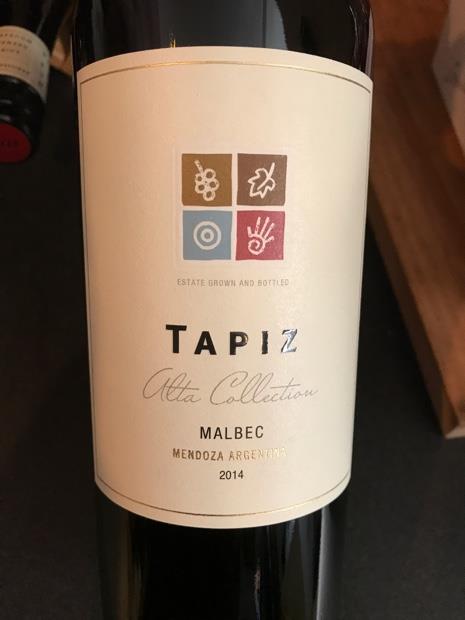 ESTATE GROWN AND BOTTLED
TAPIZ
Alta Collection
MALBEC
MENDOZA ARGENTINA
2014